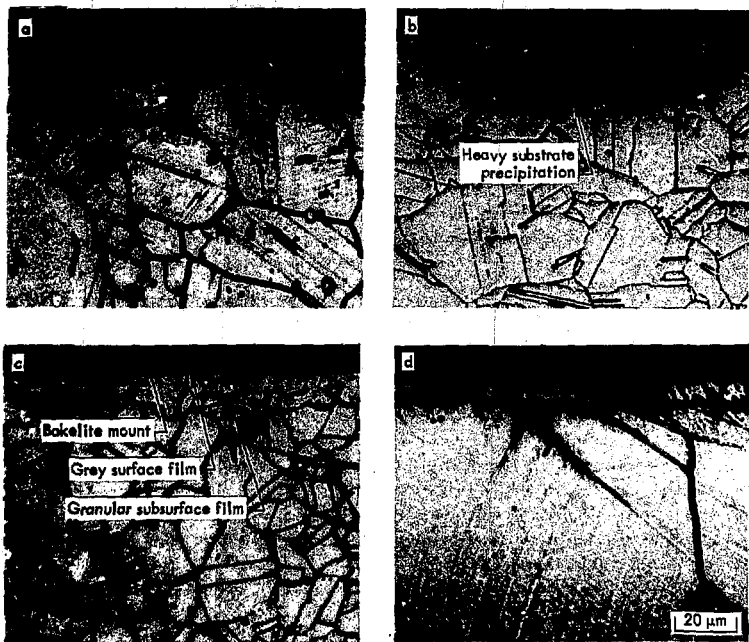 a
b
Heavy substrate
precipitation
c
Bakelite mount
Grey surface film
Granular subsurface film
d
20 μm